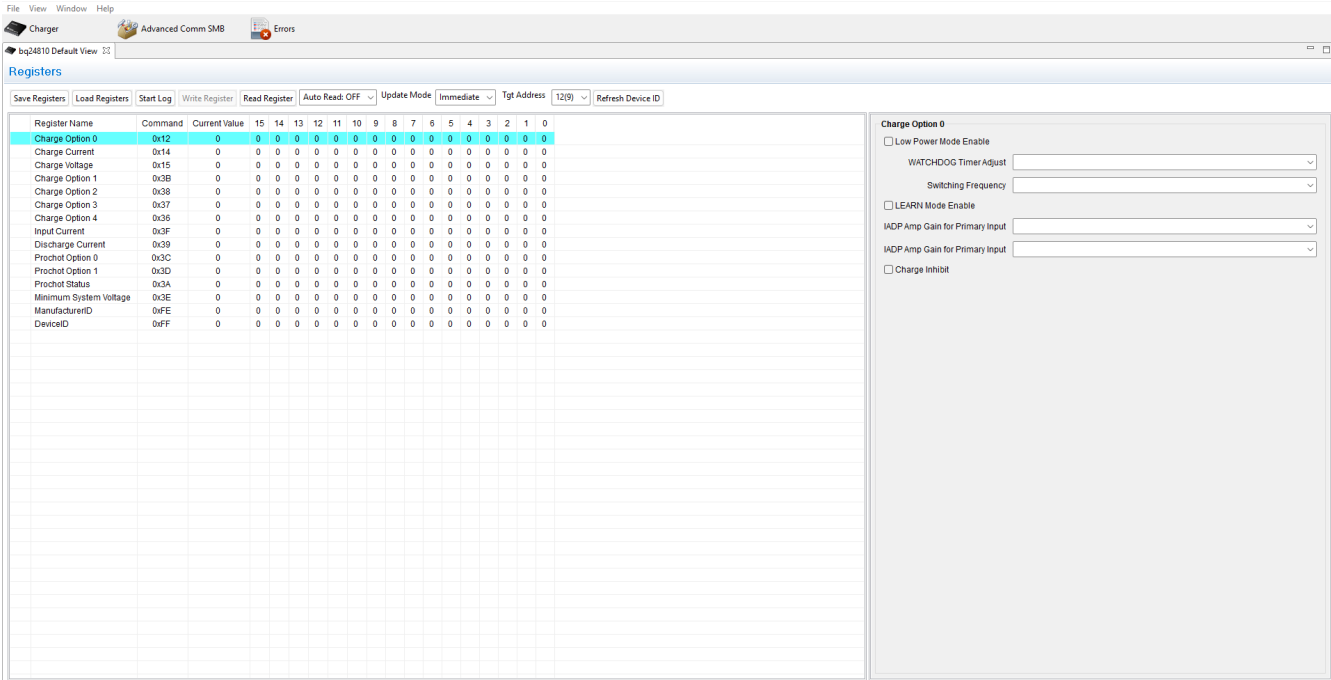 File View Window Help
Charger Advanced Comm SMB Errors
bq24810 Default View
Registers
Save Registers Load Registers Start Log Write Register Read Register Auto Read: OFF Update Mode Immediate Tgt Address 12(9) Refresh Device ID
Register Name Command Current Value 15 14 13 12 11 10 9 8 7 6 5 4 3 2 1 0
Charge Option 0 0x12 0 0 0 0 0 0 0 0 0 0 0 0 0 0 0 0 0
Charge Current 0x14 0 0 0 0 0 0 0 0 0 0 0 0 0 0 0 0 0
Charge Voltage 0x15 0 0 0 0 0 0 0 0 0 0 0 0 0 0 0 0 0
Charge Option 1 0x3B 0 0 0 0 0 0 0 0 0 0 0 0 0 0 0 0 0
Charge Option 2 0x38 0 0 0 0 0 0 0 0 0 0 0 0 0 0 0 0 0
Charge Option 3 0x37 0 0 0 0 0 0 0 0 0 0 0 0 0 0 0 0 0
Charge Option 4 0x36 0 0 0 0 0 0 0 0 0 0 0 0 0 0 0 0 0
Input Current 0x3F 0 0 0 0 0 0 0 0 0 0 0 0 0 0 0 0 0
Discharge Current 0x39 0 0 0 0 0 0 0 0 0 0 0 0 0 0 0 0 0
Prochot Option 0 0x3C 0 0 0 0 0 0 0 0 0 0 0 0 0 0 0 0 0
Prochot Option 1 0x3D 0 0 0 0 0 0 0 0 0 0 0 0 0 0 0 0 0
Prochot Status 0x3A 0 0 0 0 0 0 0 0 0 0 0 0 0 0 0 0 0
Minimum System Voltage 0x3E 0 0 0 0 0 0 0 0 0 0 0 0 0 0 0 0 0
ManufacturerID 0xFE 0 0 0 0 0 0 0 0 0 0 0 0 0 0 0 0 0
DeviceID 0xFF 0 0 0 0 0 0 0 0 0 0 0 0 0 0 0 0 0
Charge Option 0
Low Power Mode Enable
WATCHDOG Timer Adjust
Switching Frequency
LEARN Mode Enable
IADP Amp Gain for Primary Input
IADP Amp Gain for Primary Input
Charge Inhibit